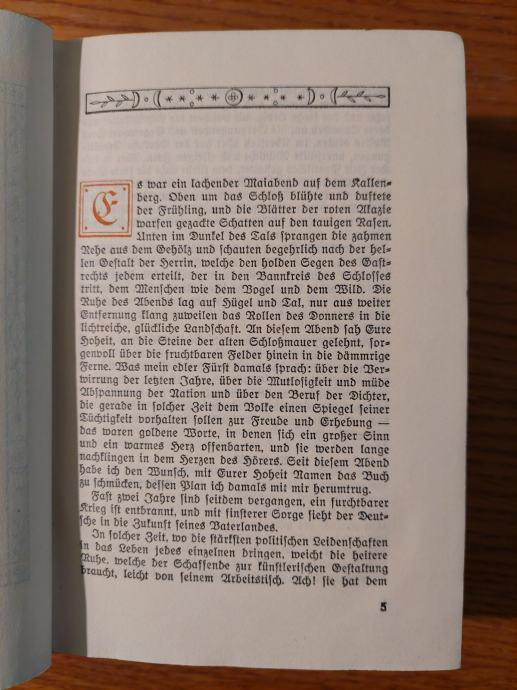 Es war ein lachender Maiabend auf dem Kallen-
berg. Oben um das Schloß blühte und duftete
der Frühling, und die Blätter der roten Akazie
warfen gezackte Schatten auf den tauigen Rasen.
Unten im Dunkel des Tals sprangen die zahmen
Rehe aus dem Gehölz und schauten begehrlich nach der hel-
len Gestalt der Herrin, welche den holden Segen des Gast-
rechts jedem erteilt, der in den Bannkreis des Schlosses
tritt, dem Menschen wie dem Vogel und dem Wild. Die
Ruhe des Abends lag auf Hügel und Tal, nur aus weiter
Entfernung klang zuweilen das Rollen des Donners in die
lichtreiche, glückliche Landschaft. An diesem Abend sah Eure
Hoheit, an die Steine der alten Schloßmauer gelehnt, sor-
genvoll über die fruchtbaren Felder hinein in die dämmrige
Ferne. Was mein edler Fürst damals sprach: über die Ver-
wirrung der letzten Jahre, über die Mutlosigkeit und müde
Abspannung der Nation und über den Beruf der Dichter,
die gerade in solcher Zeit dem Volke einen Spiegel seiner
Tüchtigkeit vorhalten sollen zur Freude und Erhebung —
das waren goldene Worte, in denen sich ein großer Sinn
und ein warmes Herz offenbarten, und sie werden lange
nachklingen in dem Herzen des Hörers. Seit diesem Abend
habe ich den Wunsch, mit Eurer Hoheit Namen das Buch
zu schmücken, dessen Plan ich damals mit mir herumtrug.
Fast zwei Jahre sind seitdem vergangen, ein furchtbarer
Krieg ist entbrannt, und mit finsterer Sorge sieht der Deut-
sche in die Zukunft seines Vaterlandes.
In solcher Zeit, wo die stärksten politischen Leidenschaften
in das Leben jedes einzelnen dringen, weicht die heitere
Ruhe, welche der Schaffende zur künstlerischen Gestaltung
braucht, leicht von seinem Arbeitstisch. Ach! sie hat dem
5